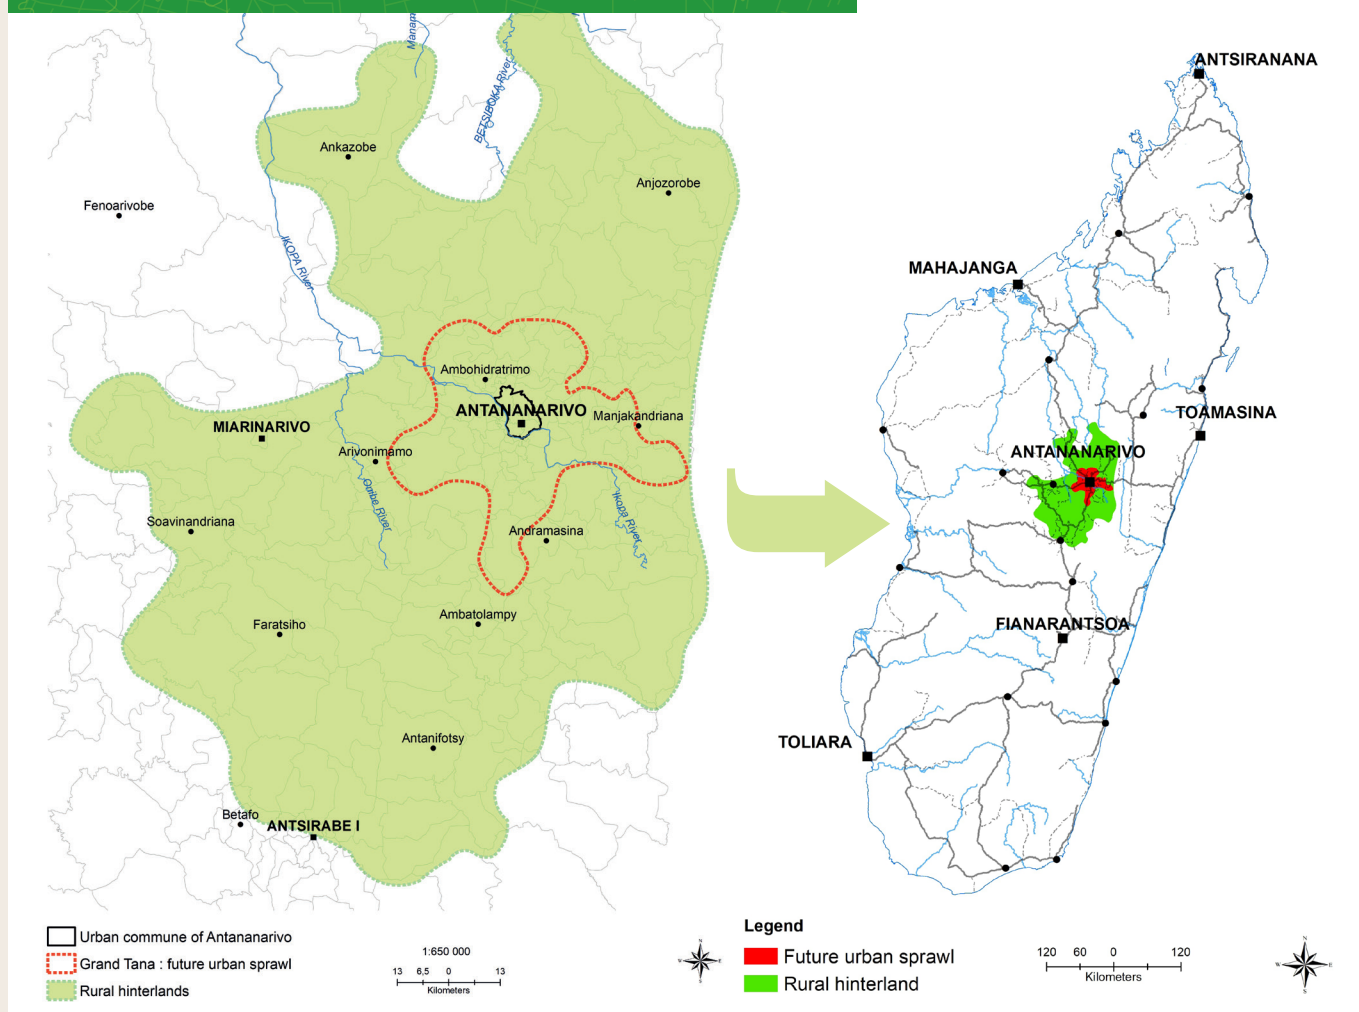 Manam
BETSIBOKA River
Ankazobe
Anjozorobe
Fenoarivobe
IKOPA River
Ambohidratrimo
ANTANANARIVO
Manjakandriana
MIARINARIVO
Arivonimamo
Soavinandriana
Ikopa River
Andramasina
Ambatolampy
Faratsiho
Antanifotsy
Betafo
ANTSIRABE I
Urban commune of Antananarivo
Grand Tana : future urban sprawl
Rural hinterlands
1:650 000
13 6,5 0 13
Kilometers
N
W E
S
ANTSIRANANA
MAHAJANGA
TOAMASINA
ANTANANARIVO
FIANARANTSOA
TOLIARA
Legend
Future urban sprawl
Rural hinterland
120 60 0 120
Kilometers
N
W E
S